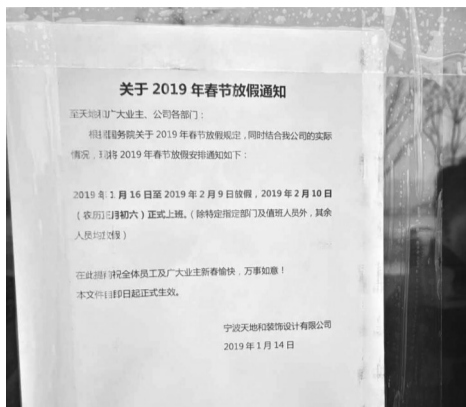 关于 2019 年春节放假通知
至天地和广大业主、公司各部门：
根据国务院关于 2019 年春节放假规定，同时结合我公司的实际
情况，现将 2019 年春节放假安排通知如下：
2019 年 1 月 16 日至 2019 年 2 月 9 日放假，2019 年 2 月 10 日
（农历正月初六）正式上班。（除特定指定部门及值班人员外，其余
人员均放假）
在此提前祝全体员工及广大业主新春愉快，万事如意！
本文件自即日起正式生效。
宁波天地和装饰设计有限公司
2019 年 1 月 14 日